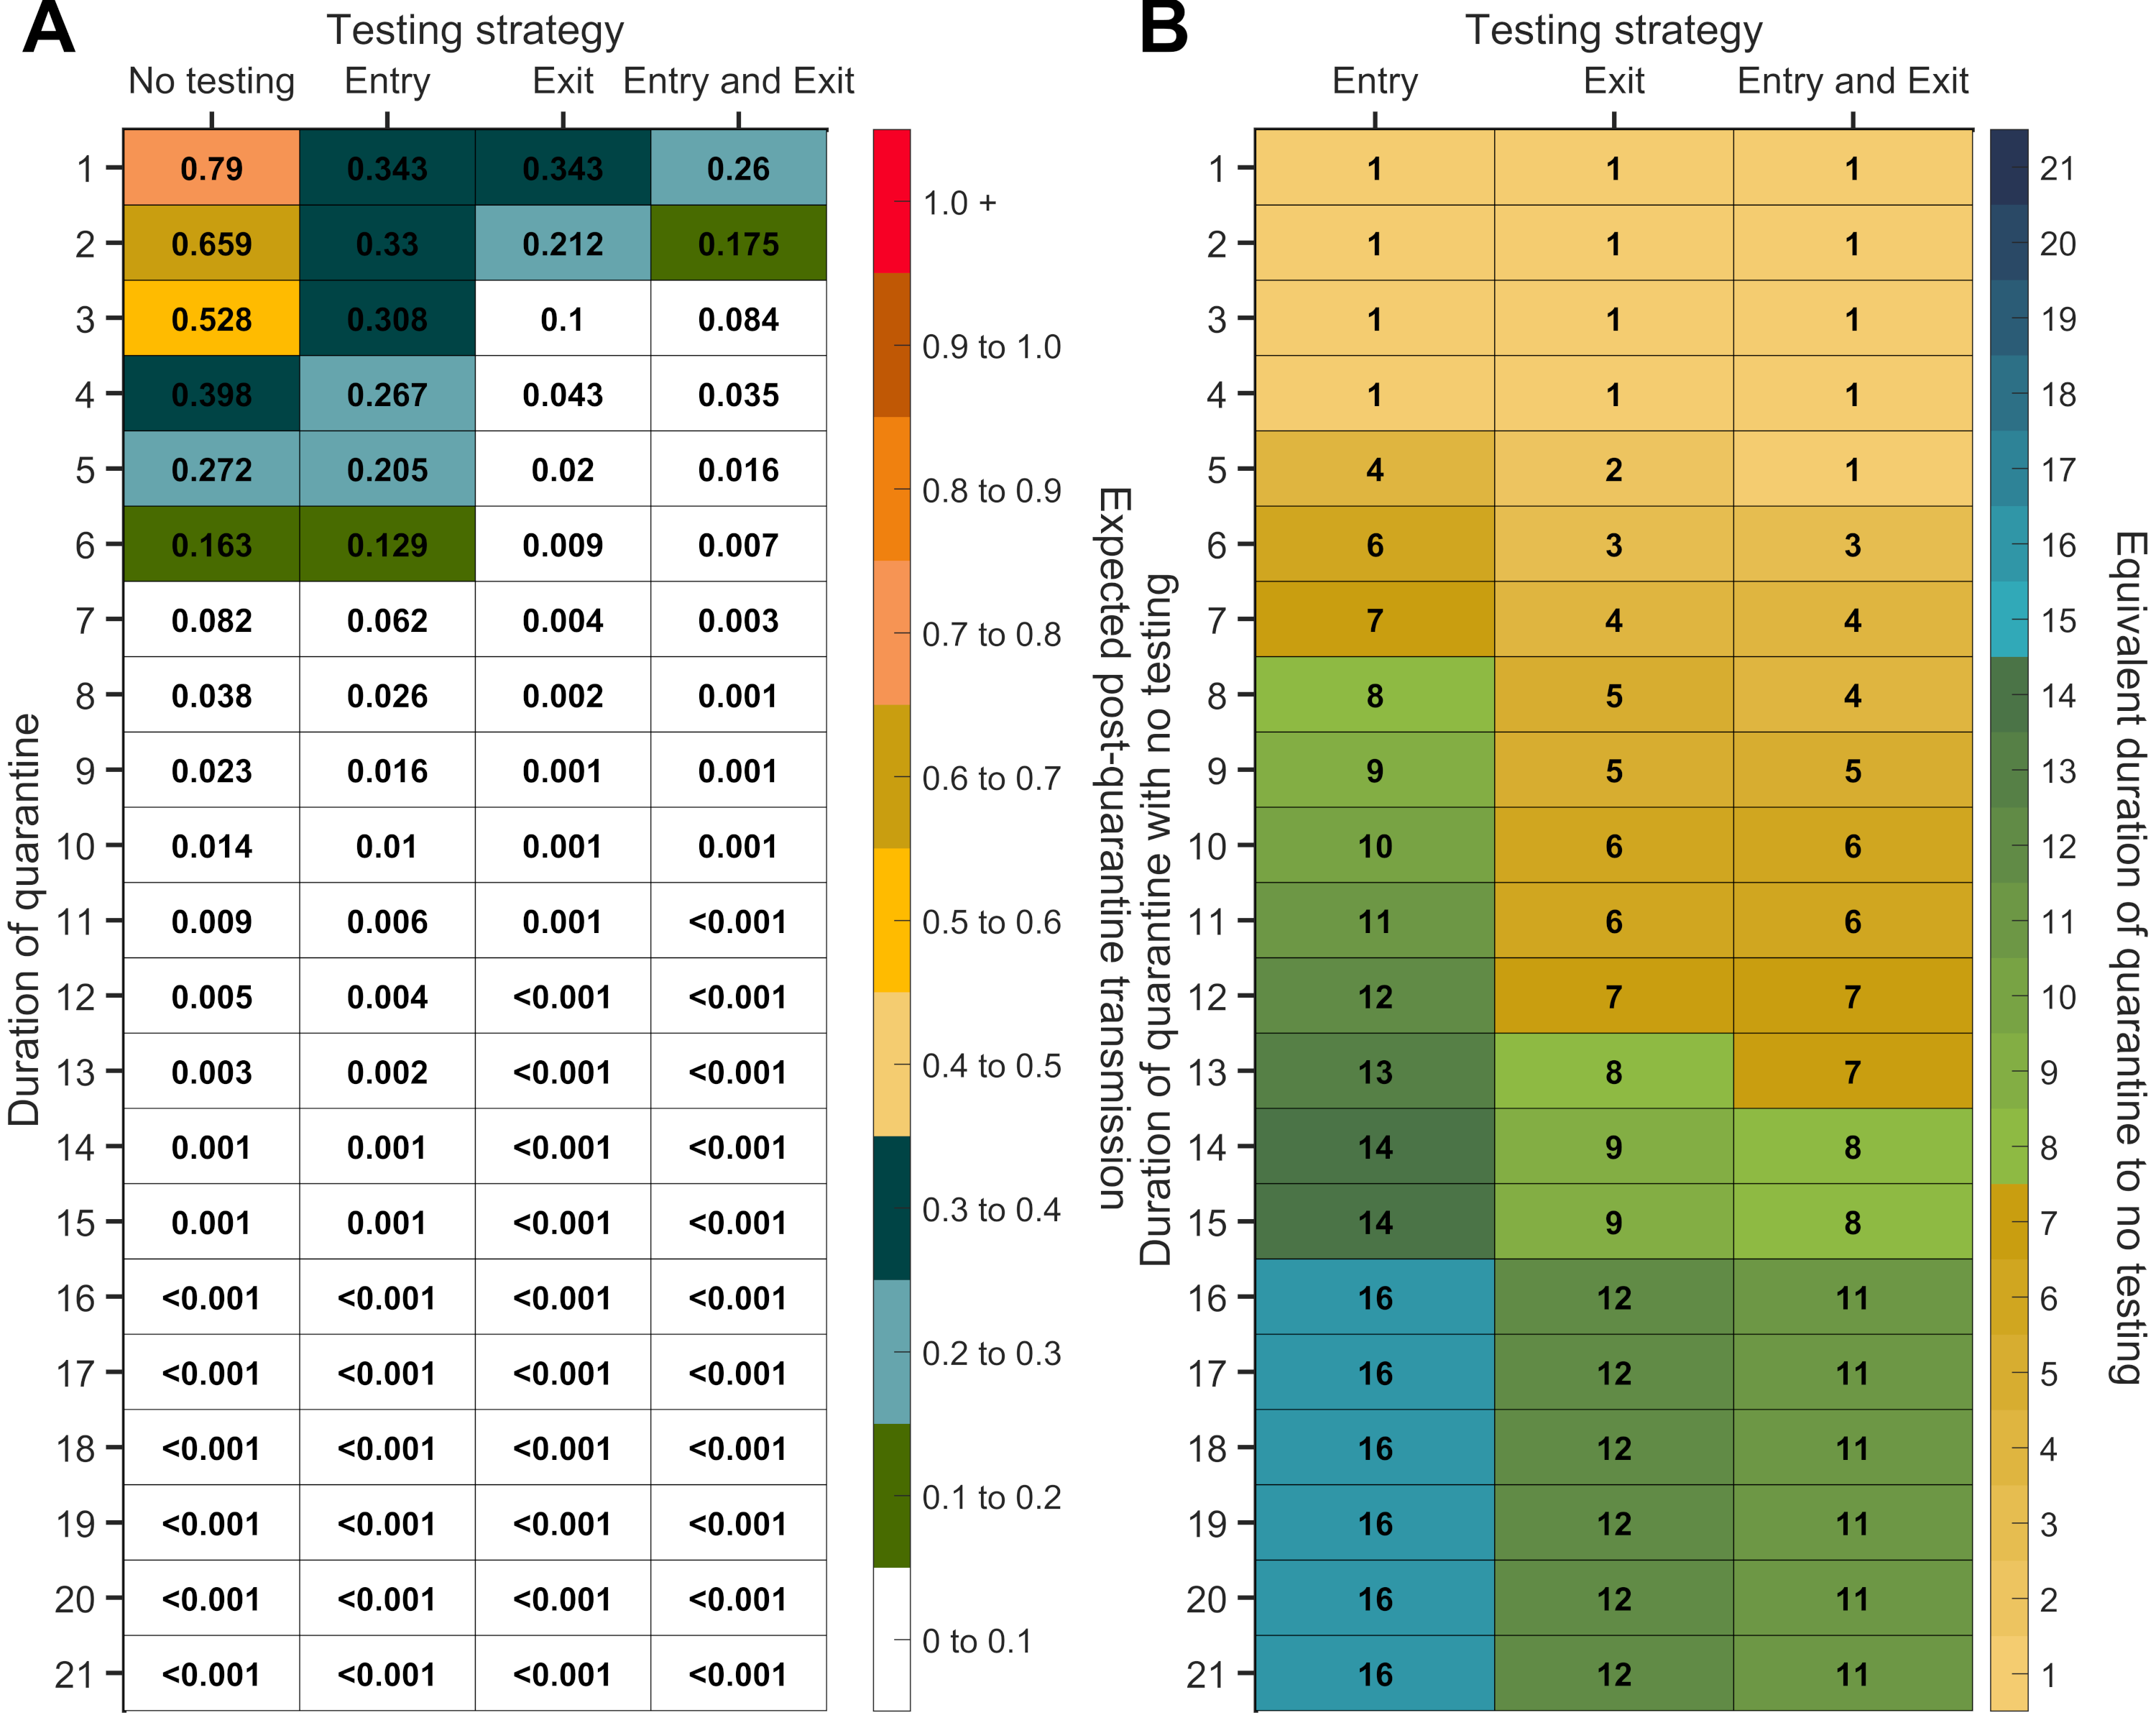 A
Testing strategy
No testing Entry Exit Entry and Exit
Duration of quarantine
1 0.79 0.343 0.343 0.26
2 0.659 0.33 0.212 0.175
3 0.528 0.308 0.1 0.084
4 0.398 0.267 0.043 0.035
5 0.272 0.205 0.02 0.016
6 0.163 0.129 0.009 0.007
7 0.082 0.062 0.004 0.003
8 0.038 0.026 0.002 0.001
9 0.023 0.016 0.001 0.001
10 0.014 0.01 0.001 0.001
11 0.009 0.006 0.001 <0.001
12 0.005 0.004 <0.001 <0.001
13 0.003 0.002 <0.001 <0.001
14 0.001 0.001 <0.001 <0.001
15 0.001 0.001 <0.001 <0.001
16 <0.001 <0.001 <0.001 <0.001
17 <0.001 <0.001 <0.001 <0.001
18 <0.001 <0.001 <0.001 <0.001
19 <0.001 <0.001 <0.001 <0.001
20 <0.001 <0.001 <0.001 <0.001
21 <0.001 <0.001 <0.001 <0.001
1.0 +
0.9 to 1.0
0.8 to 0.9
0.7 to 0.8
0.6 to 0.7
0.5 to 0.6
0.4 to 0.5
0.3 to 0.4
0.2 to 0.3
0.1 to 0.2
0 to 0.1
Expected post-quarantine transmission
B
Testing strategy
Entry Exit Entry and Exit
Duration of quarantine with no testing
1 1 1 1
2 1 1 1
3 1 1 1
4 1 1 1
5 4 2 1
6 6 3 3
7 7 4 4
8 8 5 4
9 9 5 5
10 10 6 6
11 11 6 6
12 12 7 7
13 13 8 7
14 14 9 8
15 14 9 8
16 16 12 11
17 16 12 11
18 16 12 11
19 16 12 11
20 16 12 11
21 16 12 11
21
20
19
18
17
16
15
14
13
12
11
10
9
8
7
6
5
4
3
2
1
Equivalent duration of quarantine to no testing